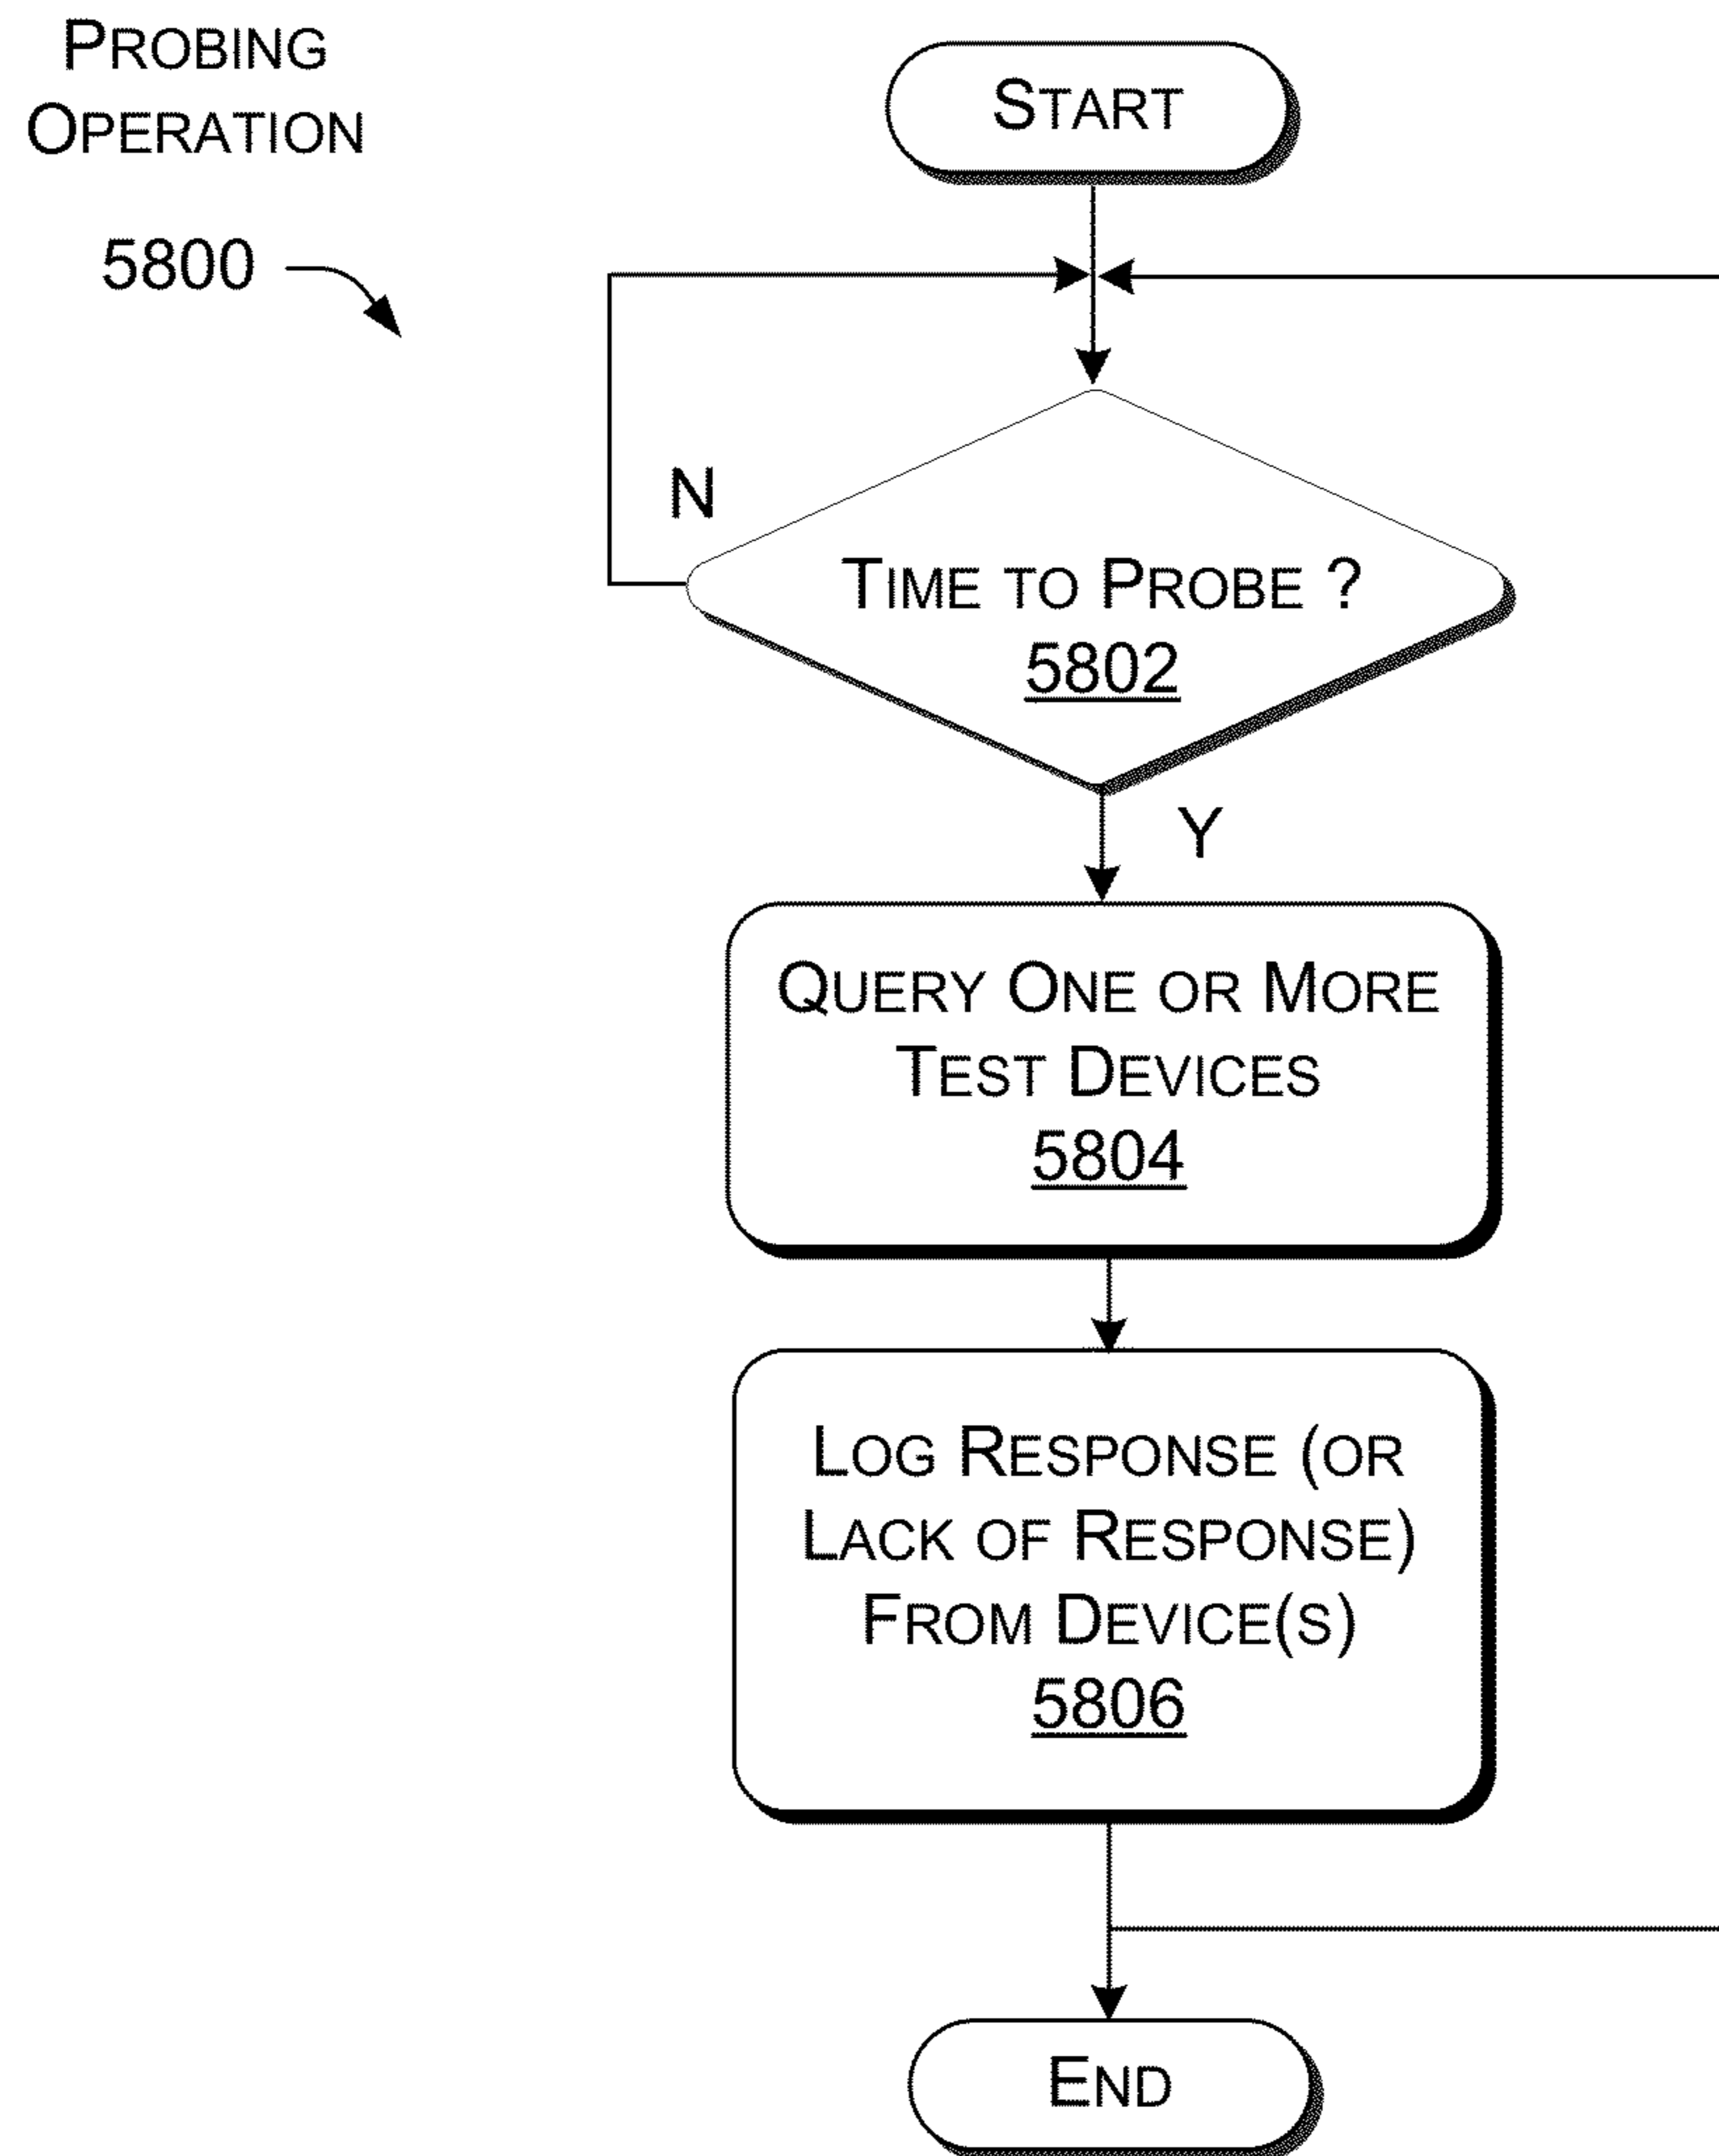 PROBING
OPERATION
5800
START
N
TIME TO PROBE ?
5802
Y
QUERY ONE OR MORE
TEST DEVICES
5804
LOG RESPONSE (OR
LACK OF RESPONSE)
FROM DEVICE(S)
5806
END